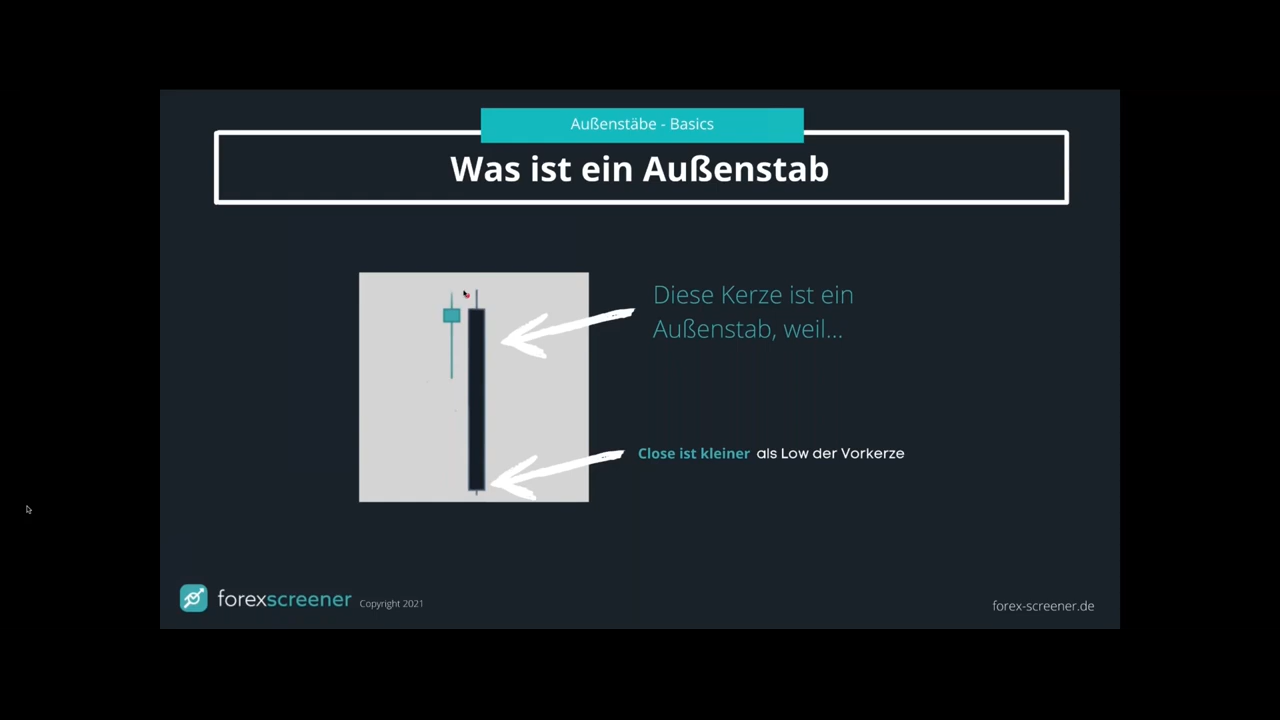 Außenstäbe - Basics
Was ist ein Außenstab
Diese Kerze ist ein
Außenstab, weil...
Close ist kleiner als Low der Vorkerze
forexscreener Copyright 2021
forex-screener.de